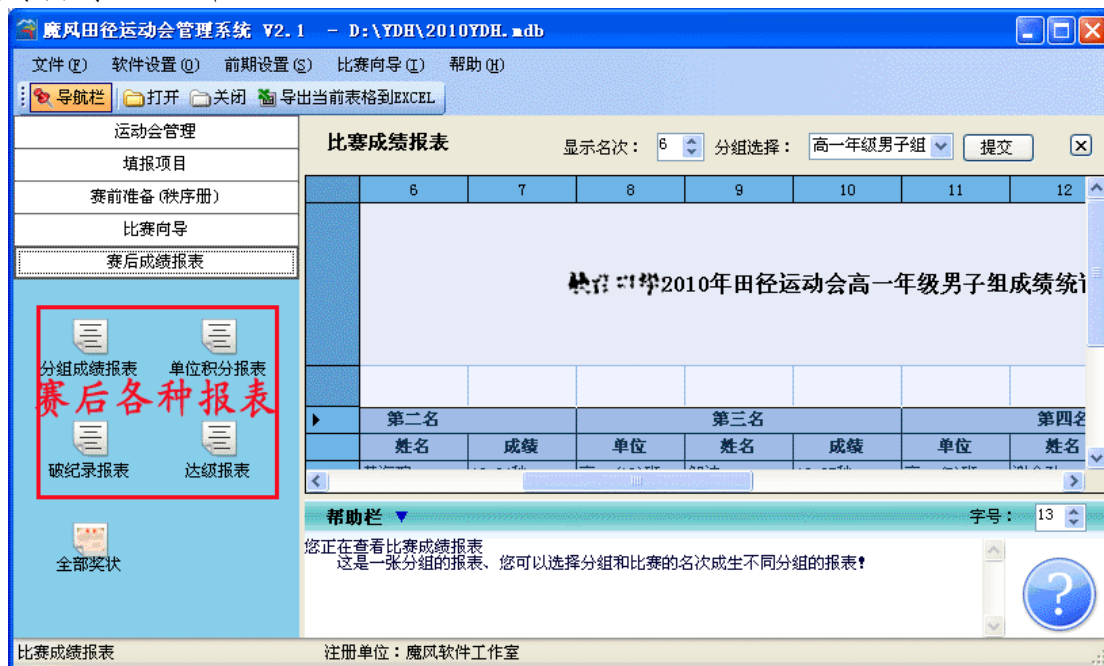 魔风田径运动会管理系统 V2.1 - D:\YDH\2010YDH.mdb
文件(F) 软件设置(O) 前期设置(S) 比赛向导(I) 帮助(H)
导航栏 打开 关闭 导出当前表格到EXCEL
运动会管理
填报项目
赛前准备(秩序册)
比赛向导
赛后成绩报表
分组成绩报表 单位积分报表
赛后各种报表
破纪录报表 达级报表
全部奖状
比赛成绩报表 显示名次： 6 分组选择： 高一年级男子组 提交
6 7 8 9 10 11 12
2010年田径运动会高一年级男子组成绩统计
第二名 第三名 第四名
姓名 成绩 单位 姓名 成绩 单位 姓名
帮助栏 字号： 13
您正在查看比赛成绩报表
这是一张分组的报表、您可以选择分组和比赛的名次成生不同分组的报表!
比赛成绩报表 注册单位：魔风软件工作室